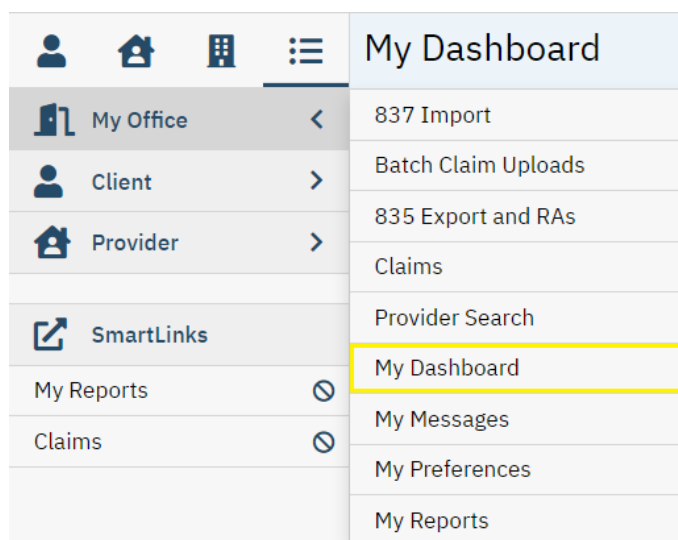 My Office
Client
Provider
SmartLinks
My Reports
Claims
My Dashboard
837 Import
Batch Claim Uploads
835 Export and RAs
Claims
Provider Search
My Dashboard
My Messages
My Preferences
My Reports